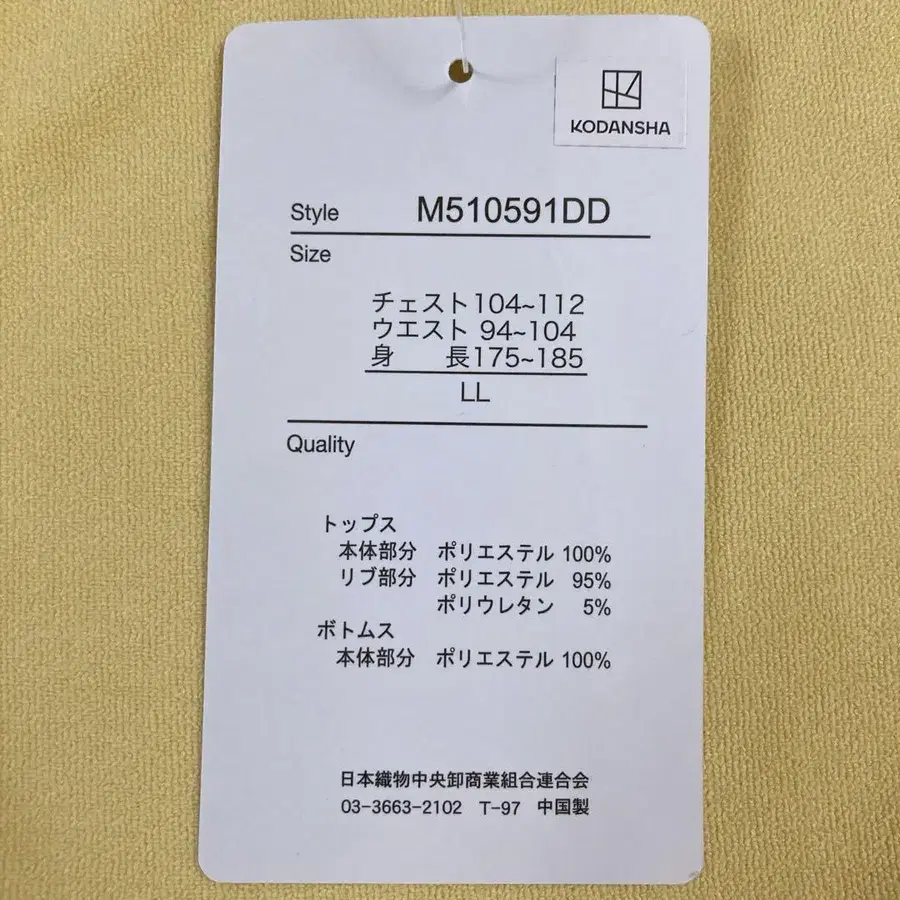 KODANSHA
Style M510591DD
Size
チェスト104~112
ウエスト 94~104
身 長175~185
LL
Quality
トップス
本体部分 ポリエステル 100%
リブ部分 ポリエステル 95%
ポリウレタン 5%
ボトムス
本体部分 ポリエステル 100%
日本織物中央卸商業組合連合会
03-3663-2102 T-97 中国製